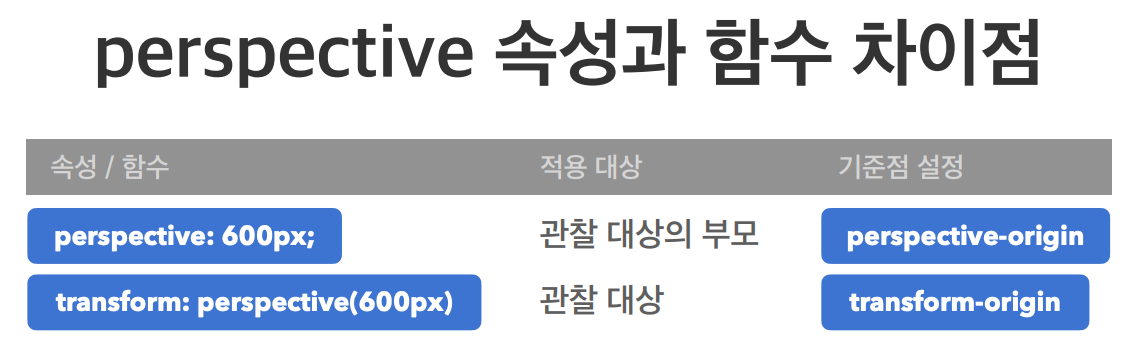 perspective 속성과 함수 차이점
속성 / 함수 적용 대상 기준점 설정
perspective: 600px; 관찰 대상의 부모 perspective-origin
transform: perspective(600px) 관찰 대상 transform-origin